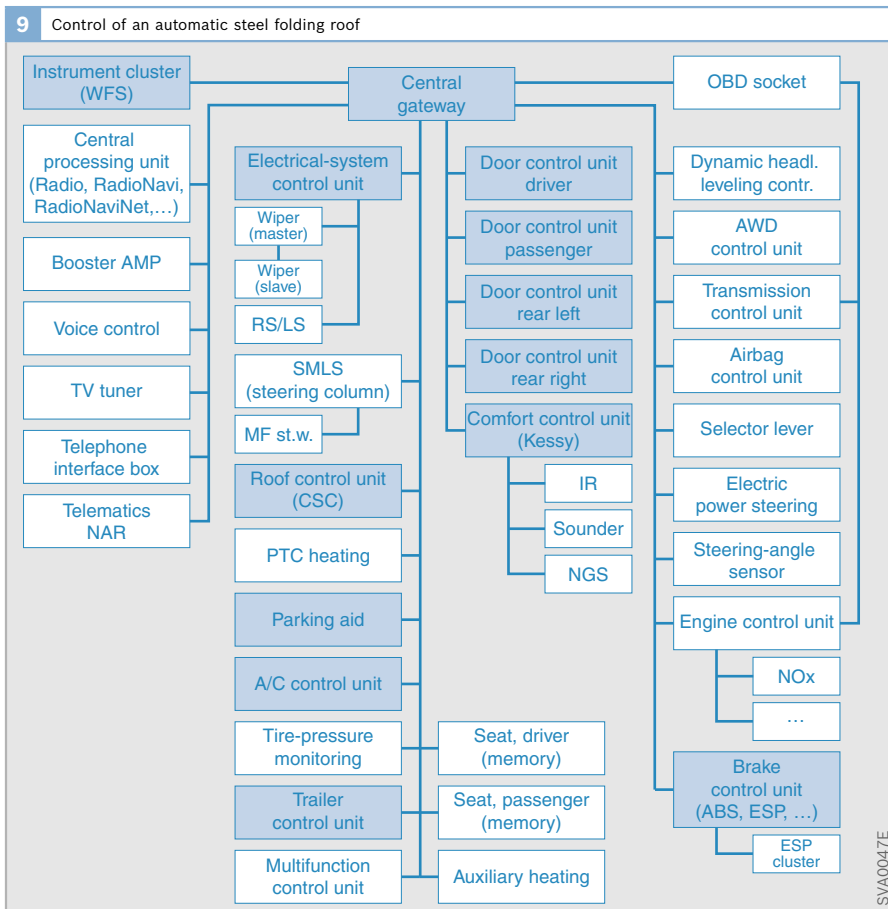 9 Control of an automatic steel folding roof
Instrument cluster
(WFS)
Central
gateway
OBD socket
Central
processing unit
(Radio, RadioNavi,
RadioNaviNet,…)
Booster AMP
Voice control
TV tuner
Telephone
interface box
Telematics
NAR
Electrical-system
control unit
Wiper
(master)
Wiper
(slave)
RS/LS
SMLS
(steering column)
MF st.w.
Roof control unit
(CSC)
PTC heating
Parking aid
A/C control unit
Tire-pressure
monitoring
Trailer
control unit
Multifunction
control unit
Seat, driver
(memory)
Seat, passenger
(memory)
Auxiliary heating
Door control unit
driver
Door control unit
passenger
Door control unit
rear left
Door control unit
rear right
Comfort control unit
(Kessy)
IR
Sounder
NGS
Dynamic headl.
leveling contr.
AWD
control unit
Transmission
control unit
Airbag
control unit
Selector lever
Electric
power steering
Steering-angle
sensor
Engine control unit
NOx
…
Brake
control unit
(ABS, ESP, …)
ESP
cluster
SVA0047E